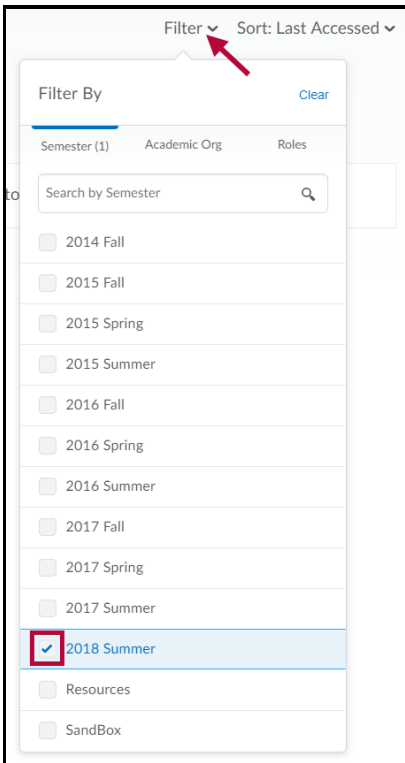 Filter Sort: Last Accessed
Filter By Clear
Semester (1) Academic Org Roles
to Search by Semester
2014 Fall
2015 Fall
2015 Spring
2015 Summer
2016 Fall
2016 Spring
2016 Summer
2017 Fall
2017 Spring
2017 Summer
2018 Summer
Resources
SandBox